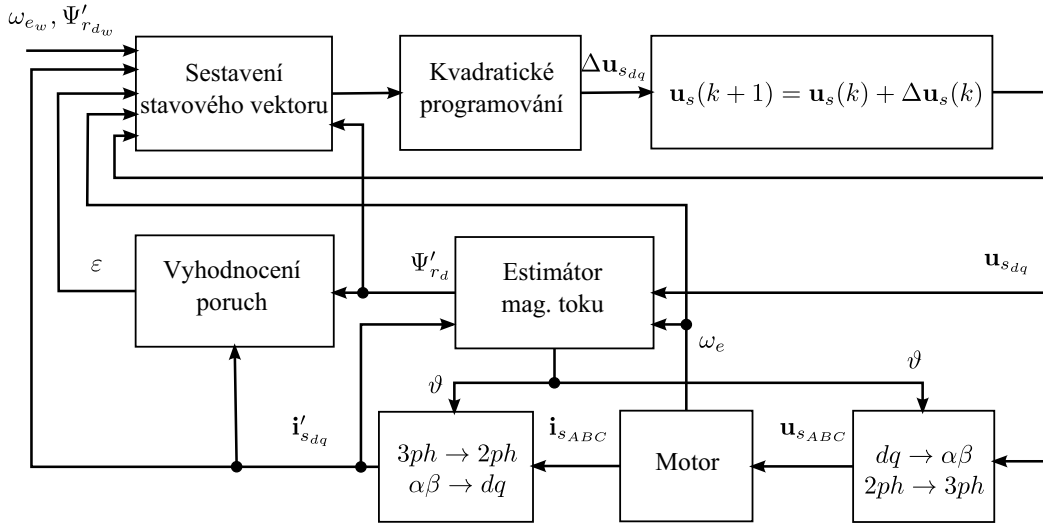 ω_{e_w}, Ψ′_{r_{d_w}}
Sestavení
stavového vektoru
Kvadratické
programování
Δu_{s_{dq}}
u_s(k + 1) = u_s(k) + Δu_s(k)
ε
Vyhodnocení
poruch
Ψ′_{r_d}
Estimátor
mag. toku
u_{s_{dq}}
ω_e
ϑ
ϑ
i′_{s_{dq}}
3ph → 2ph
αβ → dq
i_{s_{ABC}}
Motor
u_{s_{ABC}}
dq → αβ
2ph → 3ph